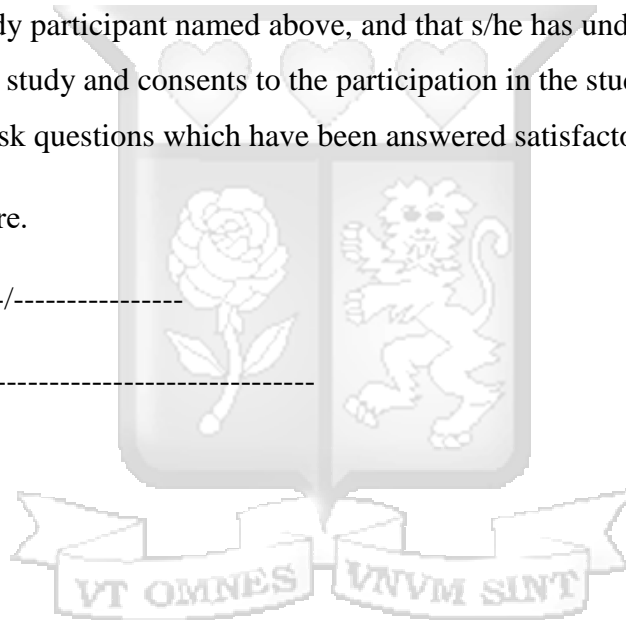 dy participant named above, and that s/he has und
study and consents to the participation in the stud
sk questions which have been answered satisfacto
re.
-/----------------
-----------------------------
VT OMNES VNVM SINT